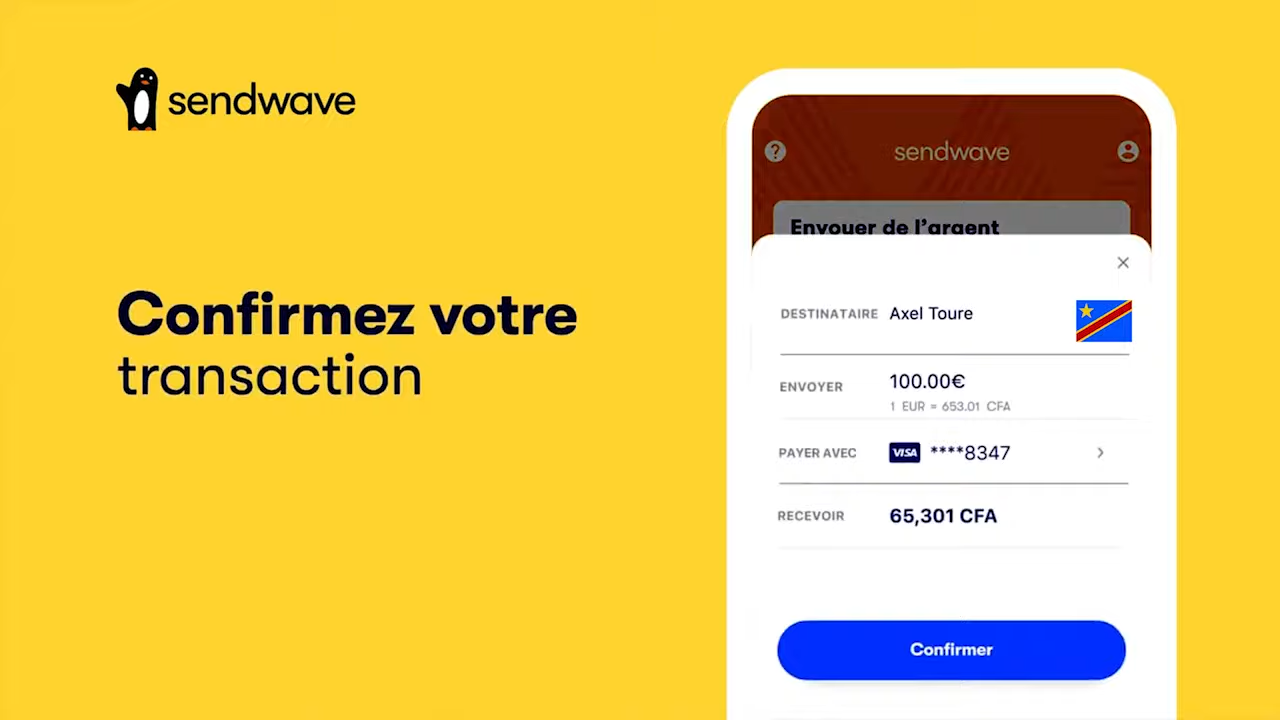 sendwave
Confirmez votre
transaction
?
sendwave
Envoyer de l'argent
DESTINATAIRE Axel Toure
ENVOYER 100.00€
1 EUR = 653.01 CFA
PAYER AVEC VISA ****8347
RECEVOIR 65,301 CFA
Confirmer